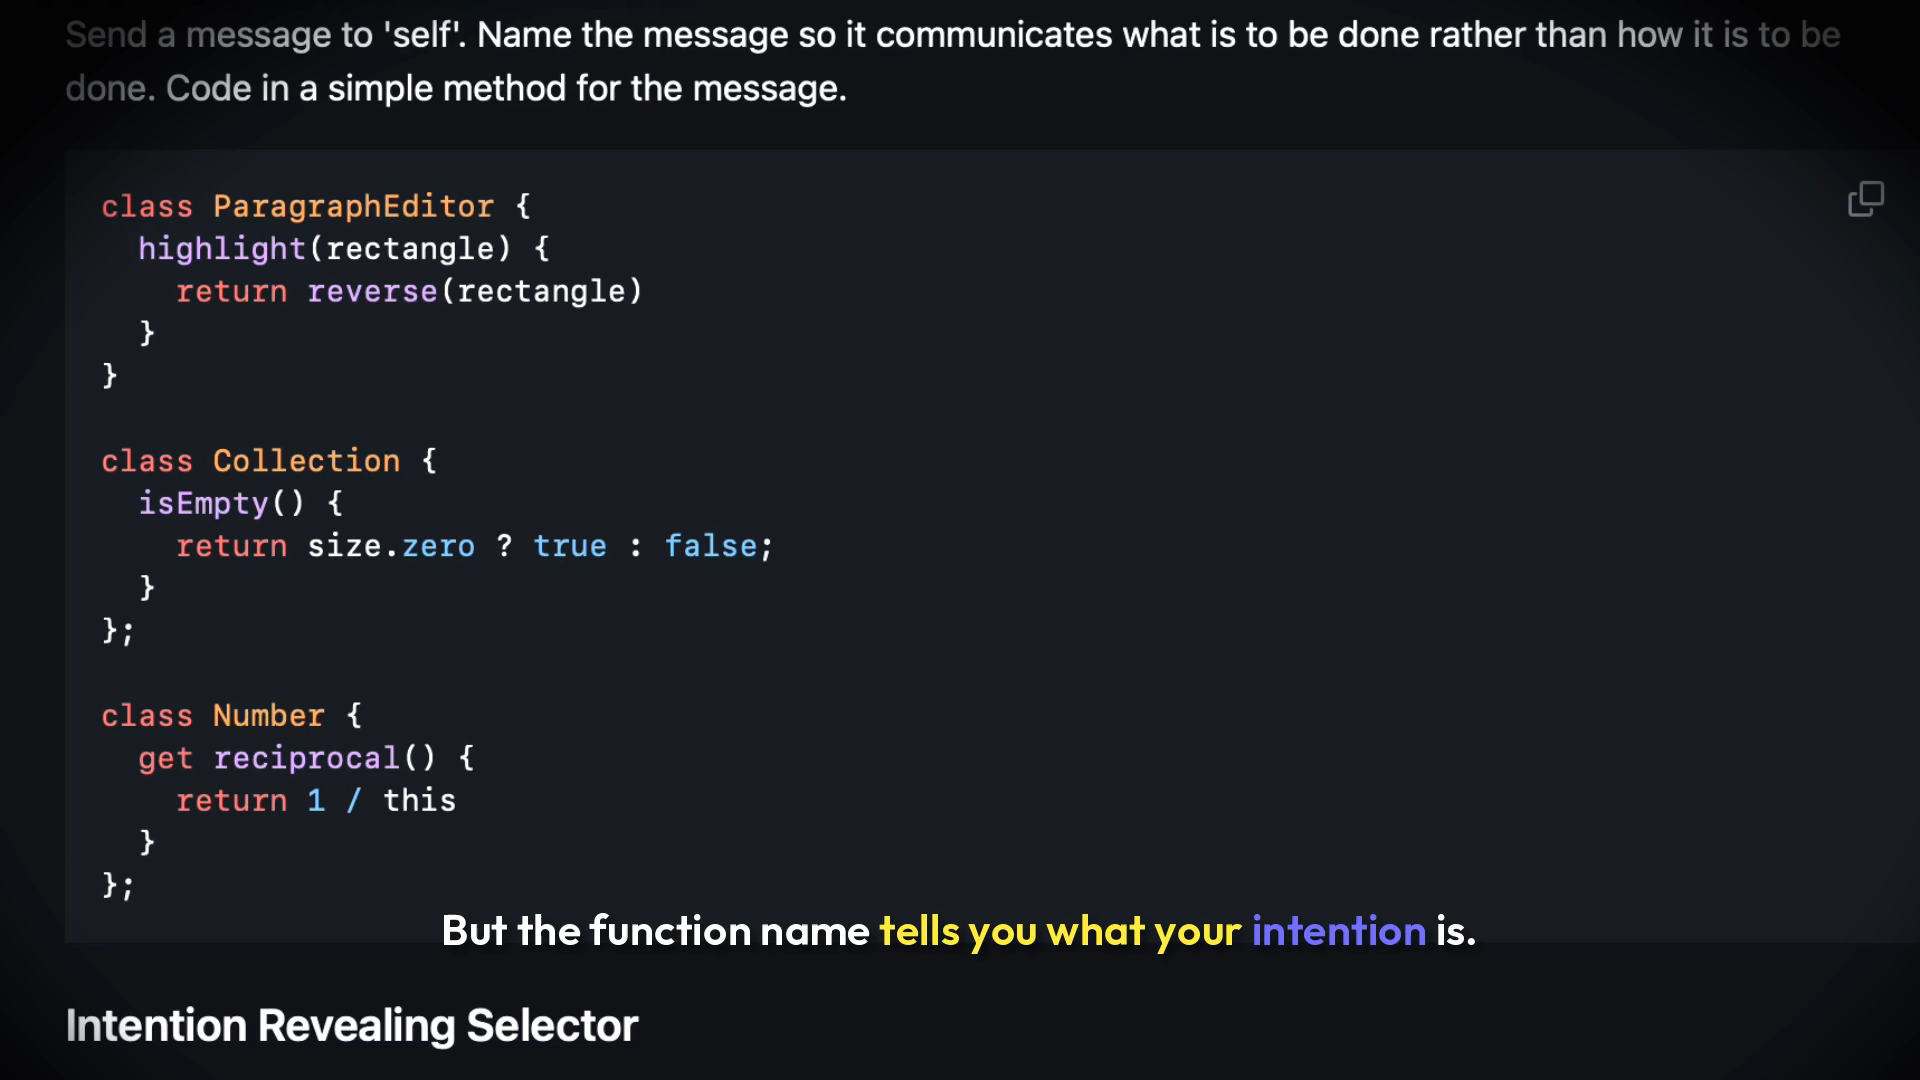 Send a message to 'self'. Name the message so it communicates what is to be done rather than how it is to be
done. Code in a simple method for the message.
class ParagraphEditor {
  highlight(rectangle) {
    return reverse(rectangle)
  }
}
class Collection {
  isEmpty() {
    return size.zero ? true : false;
  }
};
class Number {
  get reciprocal() {
    return 1 / this
  }
};
But the function name tells you what your intention is.
Intention Revealing Selector